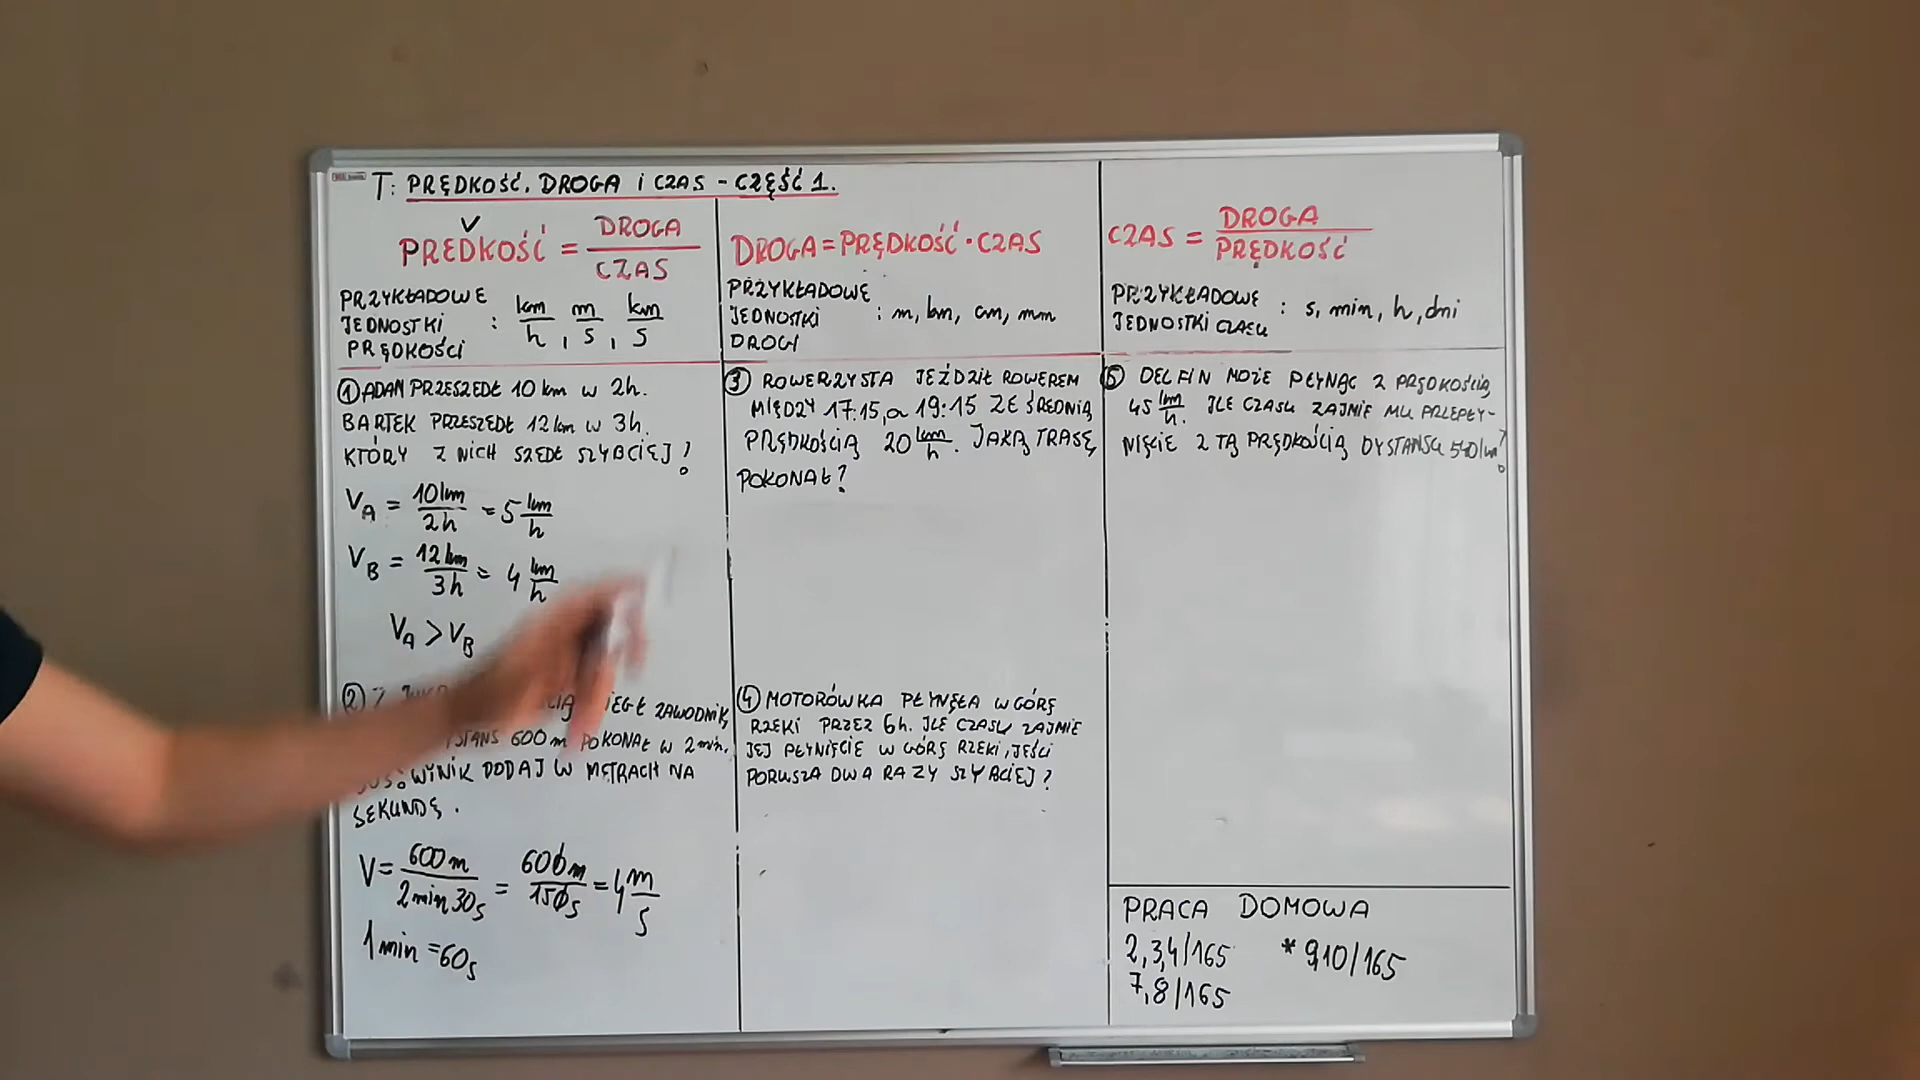 T: PRĘDKOŚĆ, DROGA I CZAS - CZĘŚĆ 1.
V
PRĘDKOŚĆ = DROGA / CZAS
PRZYKŁADOWE
JEDNOSTKI : km/h, m/s, km/s
PRĘDKOŚCI
① ADAM PRZESZEDŁ 10 km W 2h.
BARTEK PRZESZEDŁ 12 km W 3h.
KTÓRY Z NICH SZEDŁ SZYBCIEJ?
V_A = 10km / 2h = 5 km/h
V_B = 12km / 3h = 4 km/h
V_A > V_B
② Z BIEGŁ ZAWODNIK,
600 m POKONAŁ W 2 min.
WYNIK DODAJ W METRACH NA
SEKUNDĘ.
V = 600m / 2min 30s = 600m / 150s = 4 m/s
1 min = 60s
DROGA = PRĘDKOŚĆ · CZAS
PRZYKŁADOWE
JEDNOSTKI : m, km, cm, mm
DROGI
③ ROWERZYSTA JEŹDZIŁ ROWEREM
MIĘDZY 17:15, a 19:15 ZE ŚREDNIĄ
PRĘDKOŚCIĄ 20 km/h. JAKĄ TRASĘ
POKONAŁ?
④ MOTORÓWKA PŁYNĘŁA W GÓRĘ
RZEKI PRZEZ 6h. ILE CZASU ZAJMIE
JEJ PŁYNIĘCIE W GÓRĘ RZEKI, JEŚLI
PORUSZA DWA RAZY SZYBCIEJ?
CZAS = DROGA / PRĘDKOŚĆ
PRZYKŁADOWE
JEDNOSTKI CZASU : s, min, h, dni
⑤ DELFIN MOŻE PŁYNĄĆ Z PRĘDKOŚCIĄ
45 km/h. ILE CZASU ZAJMIE MU PRZEPŁY-
NIĘCIE Z TĄ PRĘDKOŚCIĄ DYSTANSU 540 km?
PRACA DOMOWA
2,3,4/165 * 9,10/165
7,8/165